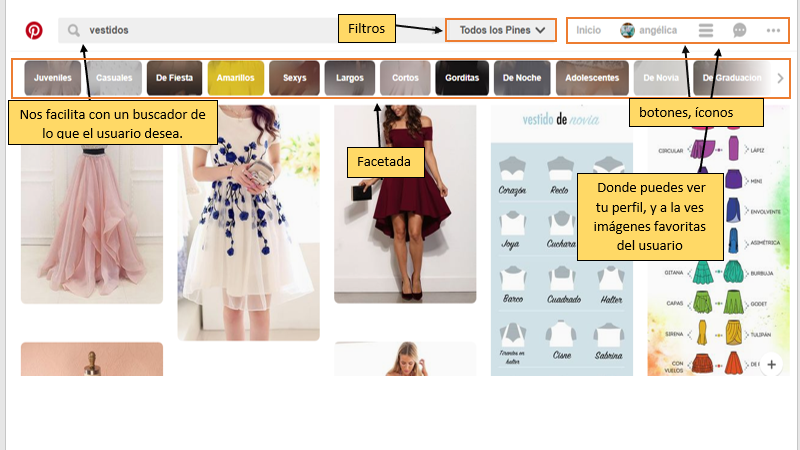 Filtros
vestidos
Todos los Pines
Inicio
angélica
Juveniles
Casuales
De Fiesta
Amarillos
Sexys
Largos
Cortos
Gorditas
De Noche
Adolescentes
De Novia
De Graduacion
Nos facilita con un buscador de
lo que el usuario desea.
Facetada
botones, íconos
Donde puedes ver
tu perfil, y a la ves
imágenes favoritas
del usuario
vestido de novia
Corazón
Recto
Joya
Cuchara
Barco
Cuadrado
Halter
Tirantes en
halter
Cisne
Sabrina
CIRCULAR
LÁPIZ
MINI
ENVOLVENTE
ASIMÉTRICA
GITANA
BURBUJA
CAPAS
GODET
SIRENA
TULIPÁN
CON
VUELOS